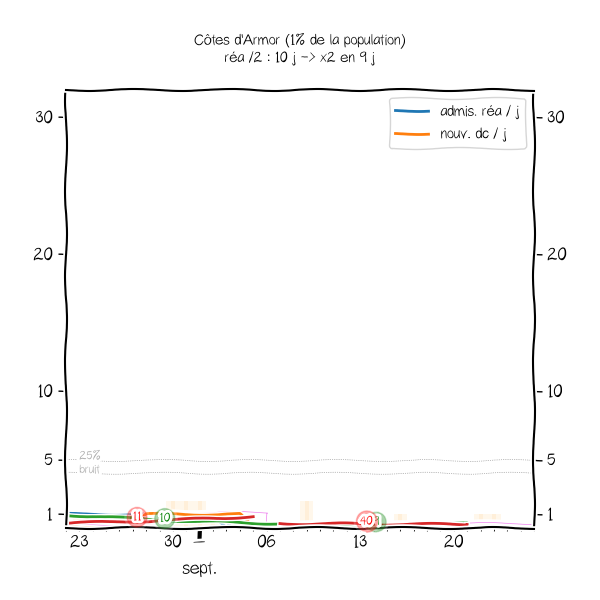 Côtes d'Armor (1% de la population)
réa /2 : 10 j -> x2 en 9 j
admis. réa / j
nouv. dc / j
30 30
20 20
10 10
5 25% 5
bruit
1 11 10 40 1
23 30 06 13 20
sept.